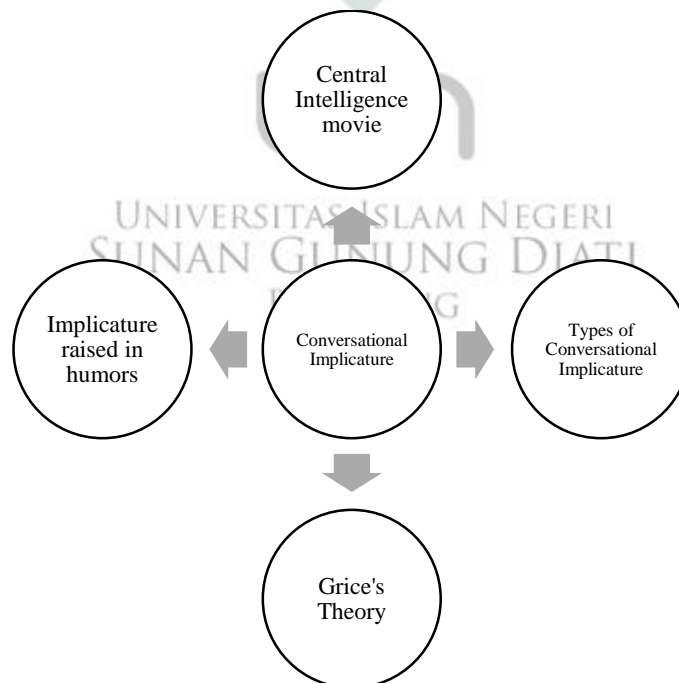 Central
Intelligence
movie
UNIVERSITAS ISLAM NEGERI
SUNAN GUNUNG DJATI
Implicature
raised in
humors
Conversational
Implicature
Types of
Conversational
Implicature
Grice's
Theory